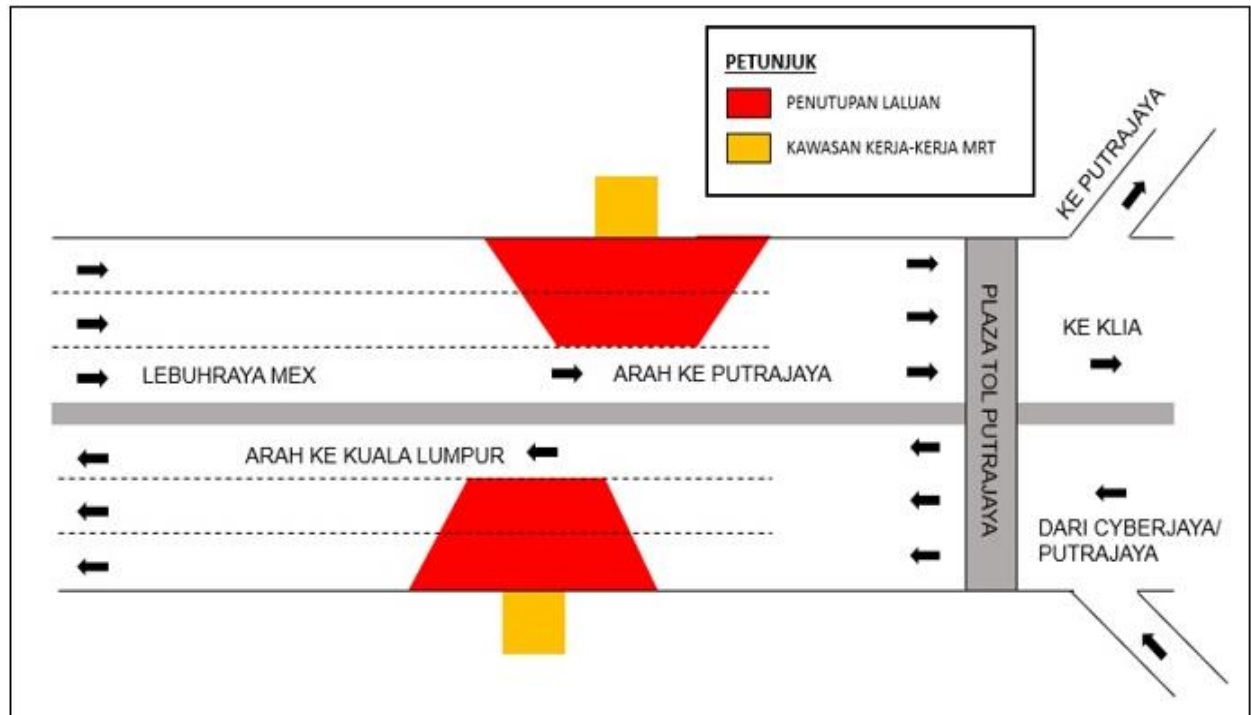 PETUNJUK
PENUTUPAN LALUAN
KAWASAN KERJA-KERJA MRT
KE PUTRAJAYA
PLAZA TOL PUTRAJAYA
KE KLIA
LEBUHRAYA MEX
ARAH KE PUTRAJAYA
ARAH KE KUALA LUMPUR
DARI CYBERJAYA/
PUTRAJAYA